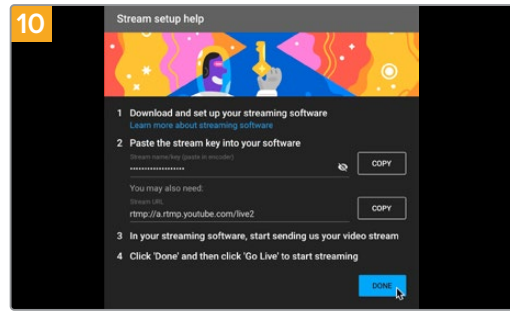 10
Stream setup help
1 Download and set up your streaming software
Learn more about streaming software
2 Paste the stream key into your software
Stream name/key (paste in encoder)
••••••••••••••••••••
COPY
You may also need:
Stream URL
rtmp://a.rtmp.youtube.com/live2
COPY
3 In your streaming software, start sending us your video stream
4 Click 'Done' and then click 'Go Live' to start streaming
DONE